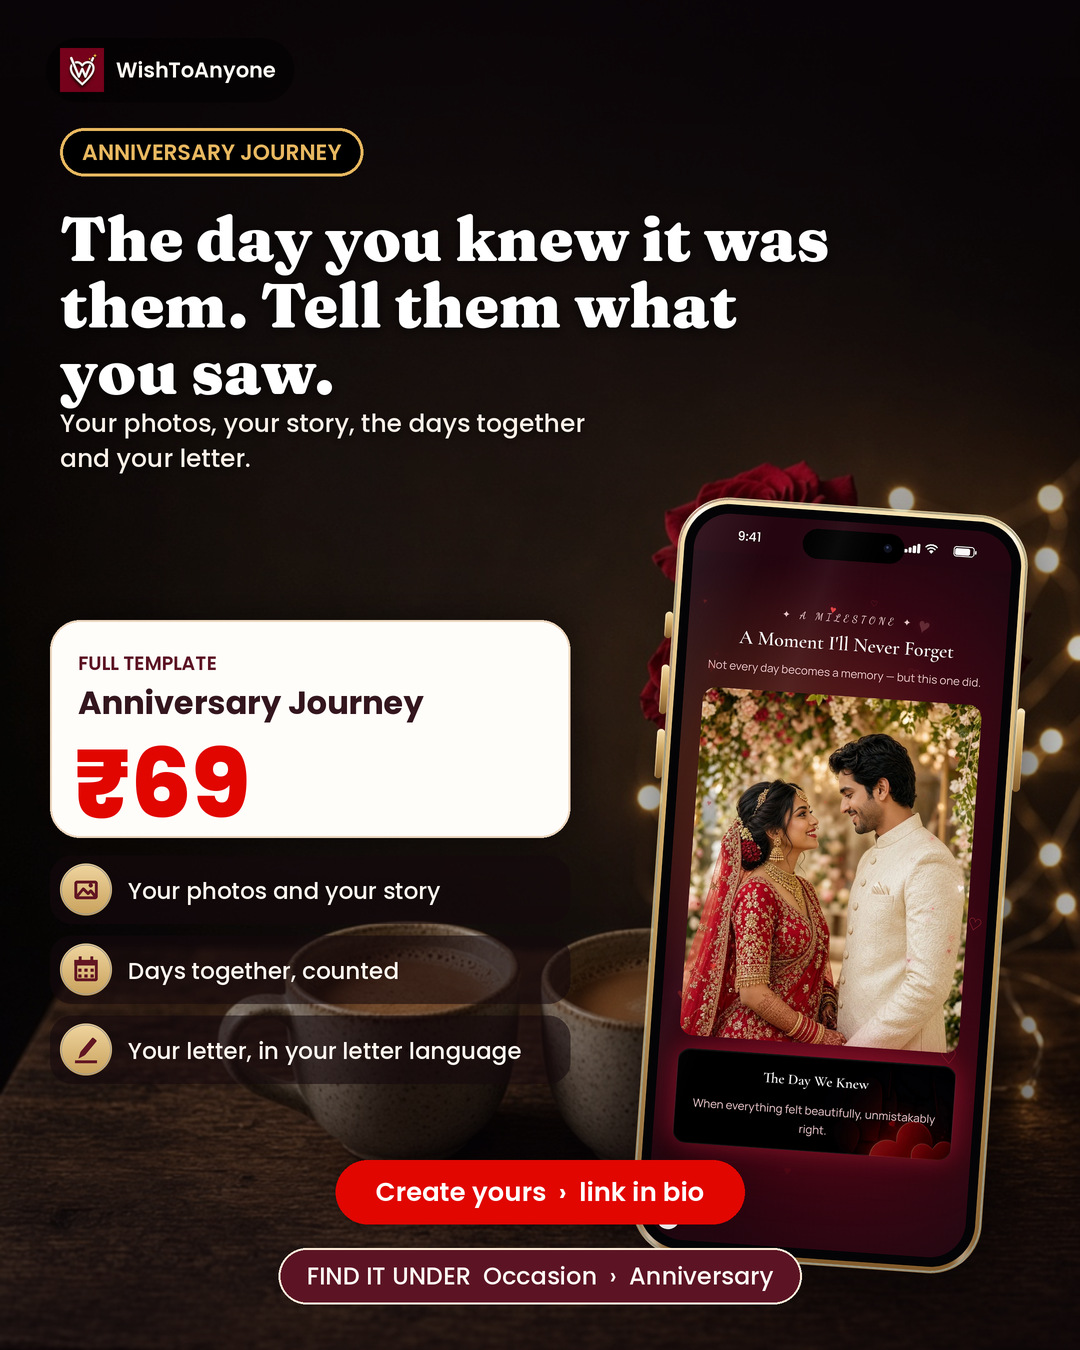 WishToAnyone
ANNIVERSARY JOURNEY
The day you knew it was
them. Tell them what
you saw.
Your photos, your story, the days together
and your letter.
FULL TEMPLATE
Anniversary Journey
₹69
Your photos and your story
Days together, counted
Your letter, in your letter language
9:41
✦ A MILESTONE ✦
A Moment I'll Never Forget
Not every day becomes a memory — but this one did.
The Day We Knew
When everything felt beautifully, unmistakably
right.
Create yours › link in bio
FIND IT UNDER Occasion › Anniversary